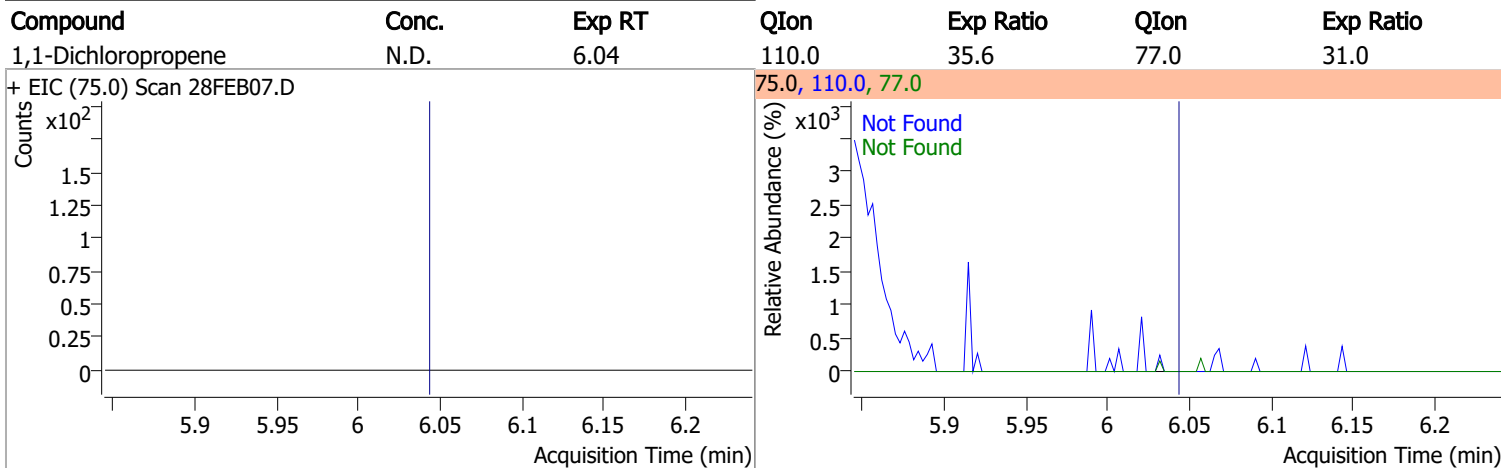 Compound Conc. Exp RT QIon Exp Ratio QIon Exp Ratio
1,1-Dichloropropene N.D. 6.04 110.0 35.6 77.0 31.0
+ EIC (75.0) Scan 28FEB07.D
Counts
x10²
1.5
1.25
1
0.75
0.5
0.25
0
5.9 5.95 6 6.05 6.1 6.15 6.2
Acquisition Time (min)
75.0, 110.0, 77.0
Relative Abundance (%)
x10³
Not Found
Not Found
3
2.5
2
1.5
1
0.5
0
5.9 5.95 6 6.05 6.1 6.15 6.2
Acquisition Time (min)